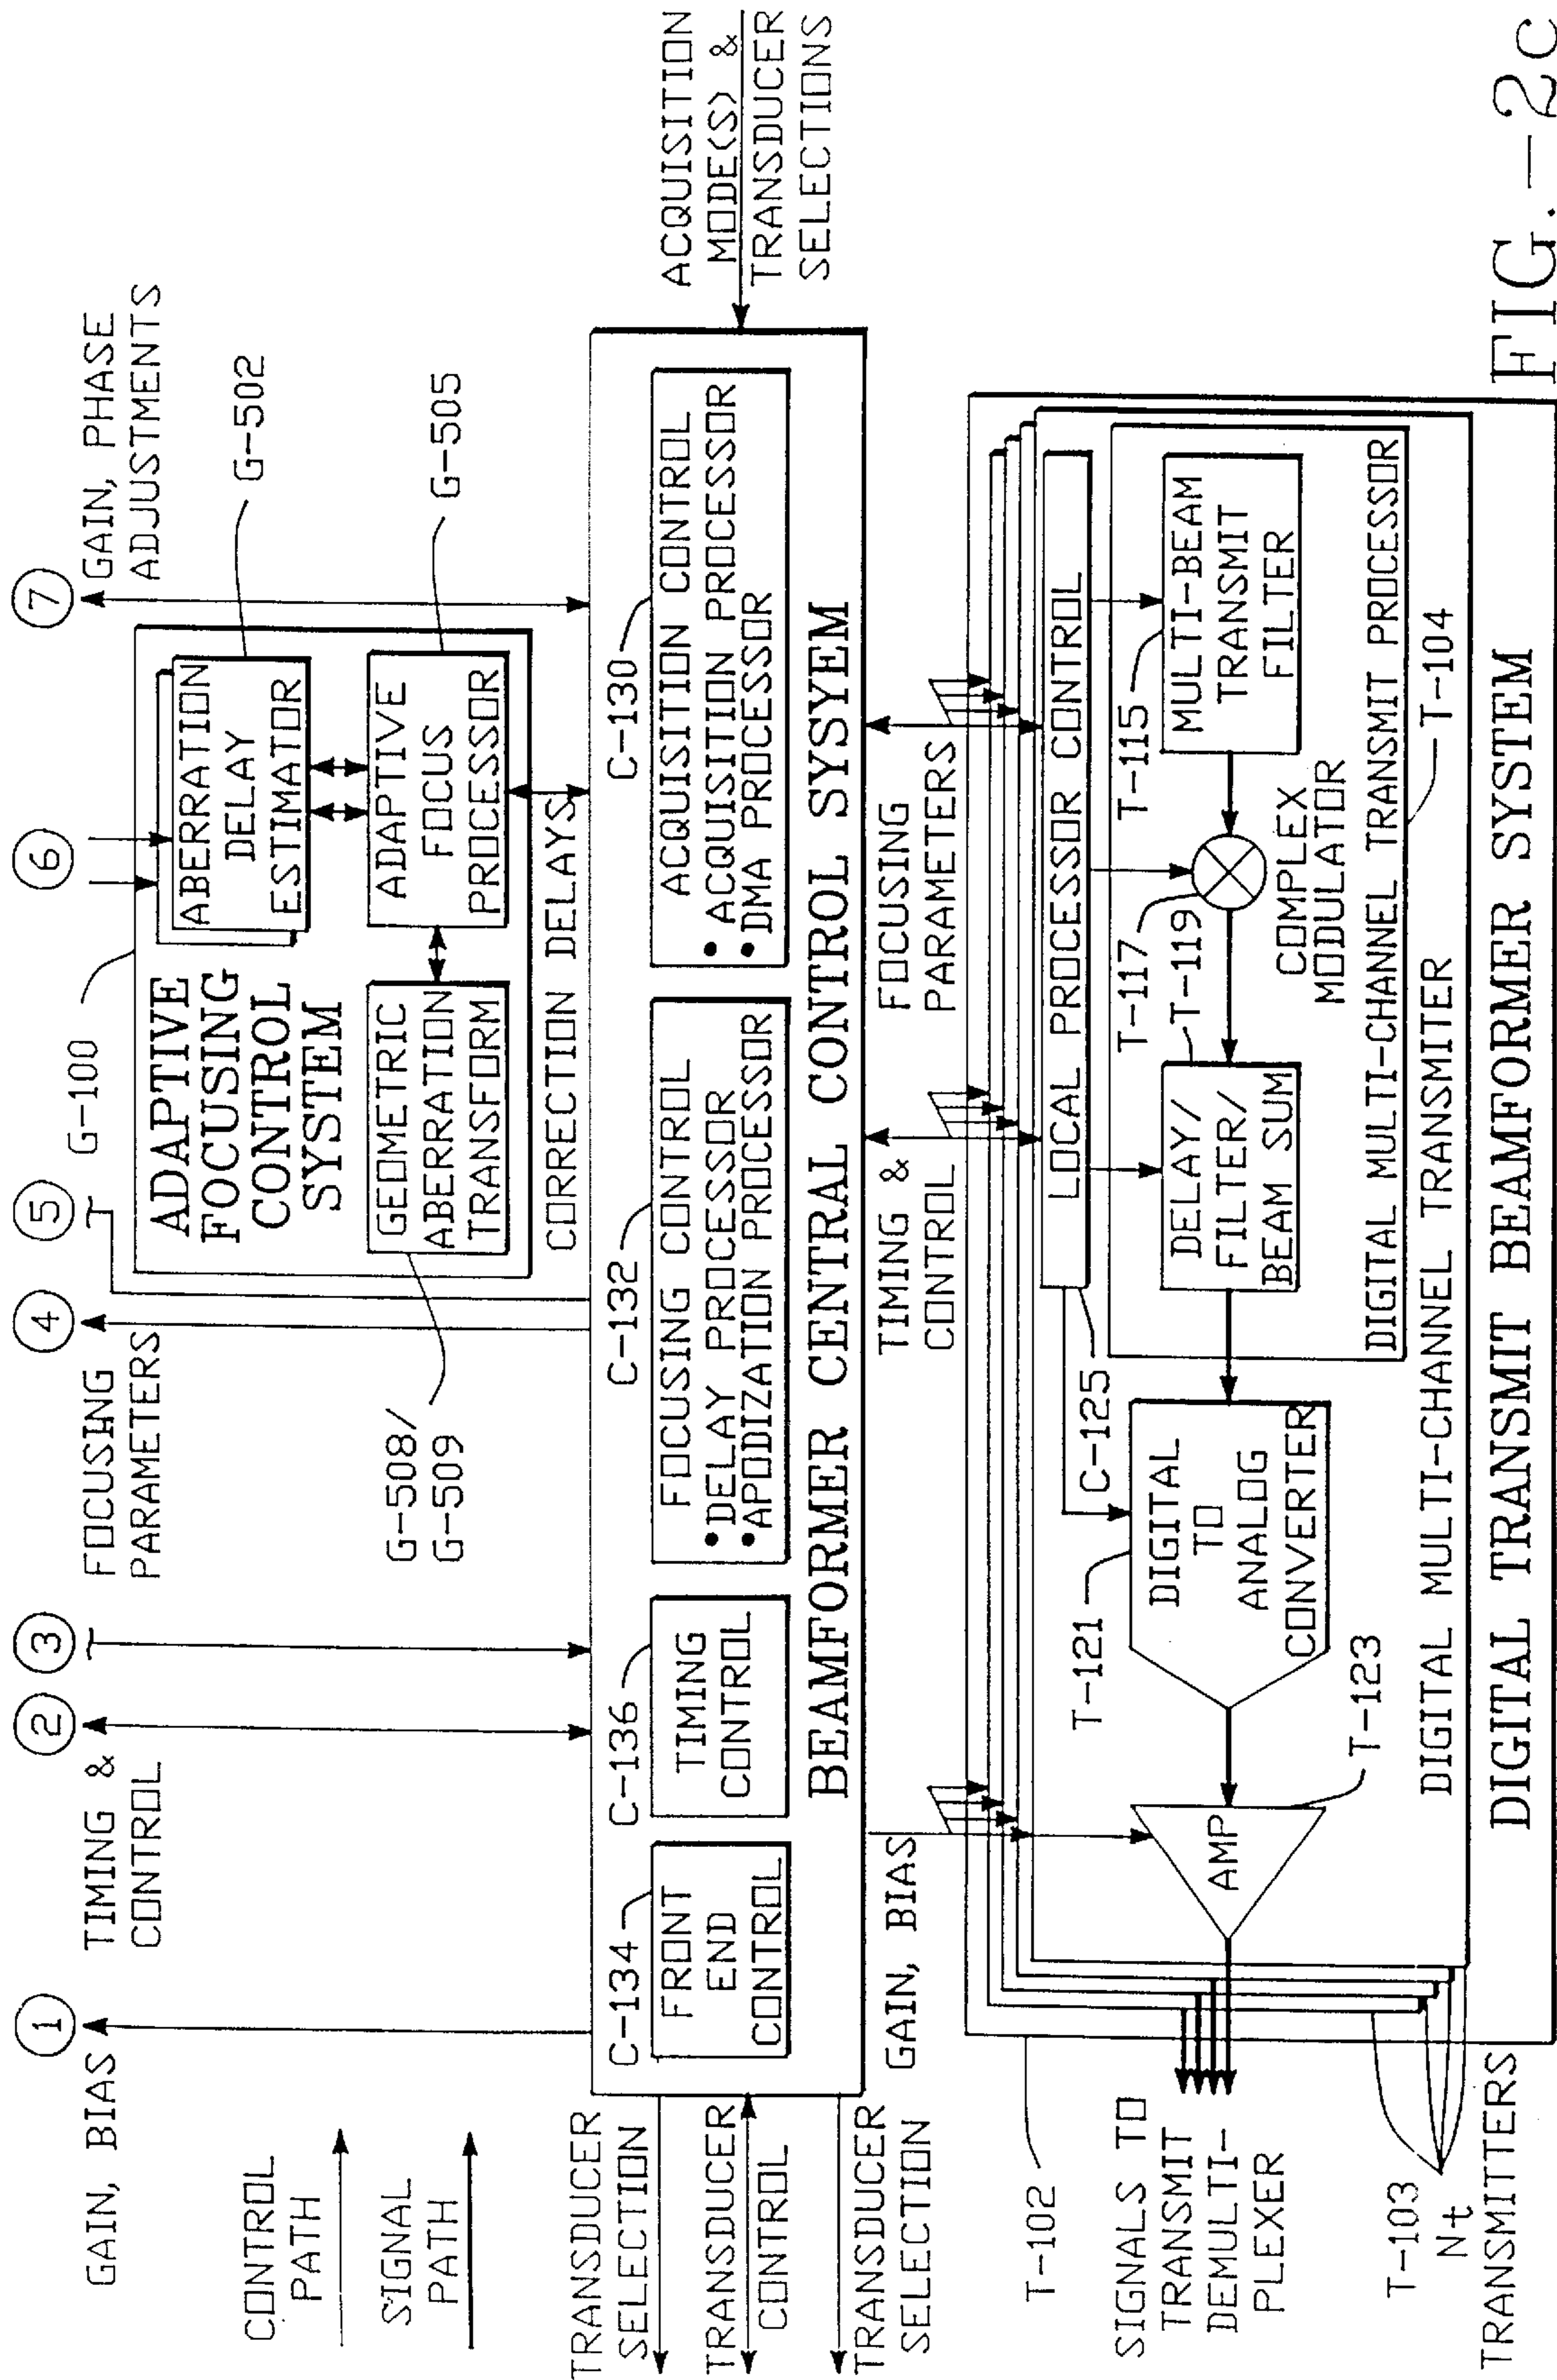 1
2
3
4
5
6
7
GAIN, BIAS
TIMING &
CONTROL
FOCUSING
PARAMETERS
G-100
GAIN, PHASE
ADJUSTMENTS
CONTROL
PATH
SIGNAL
PATH
ADAPTIVE
FOCUSING
CONTROL
SYSTEM
ABERRATION
DELAY
ESTIMATOR
G-502
GEOMETRIC
ABERRATION
TRANSFORM
ADAPTIVE
FOCUS
PROCESSOR
G-505
G-508/
G-509
CORRECTION DELAYS
TRANSDUCER
SELECTION
TRANSDUCER
CONTROL
TRANSDUCER
SELECTION
C-134
FRONT
END
CONTROL
C-136
TIMING
CONTROL
C-132
FOCUSING CONTROL
•DELAY PROCESSOR
•APODIZATION PROCESSOR
C-130
ACQUISITION CONTROL
• ACQUISITION PROCESSOR
• DMA PROCESSOR
BEAMFORMER CENTRAL CONTROL SYSYEM
ACQUISITION
MODE(S) &
TRANSDUCER
SELECTIONS
GAIN, BIAS
TIMING &
CONTROL
FOCUSING
PARAMETERS
T-102
SIGNALS TO
TRANSMIT
DEMULTI-
PLEXER
T-103
Nt
TRANSMITTERS
LOCAL PROCESSOR CONTROL
C-125
AMP
T-123
T-121
DIGITAL
TO
ANALOG
CONVERTER
T-119
DELAY/
FILTER/
BEAM SUM
T-117
COMPLEX
MODULATOR
T-115
MULTI-BEAM
TRANSMIT
FILTER
DIGITAL MULTI-CHANNEL TRANSMIT PROCESSOR
T-104
DIGITAL MULTI-CHANNEL TRANSMITER
DIGITAL TRANSMIT BEAMFORMER SYSTEM
FIG.-2c